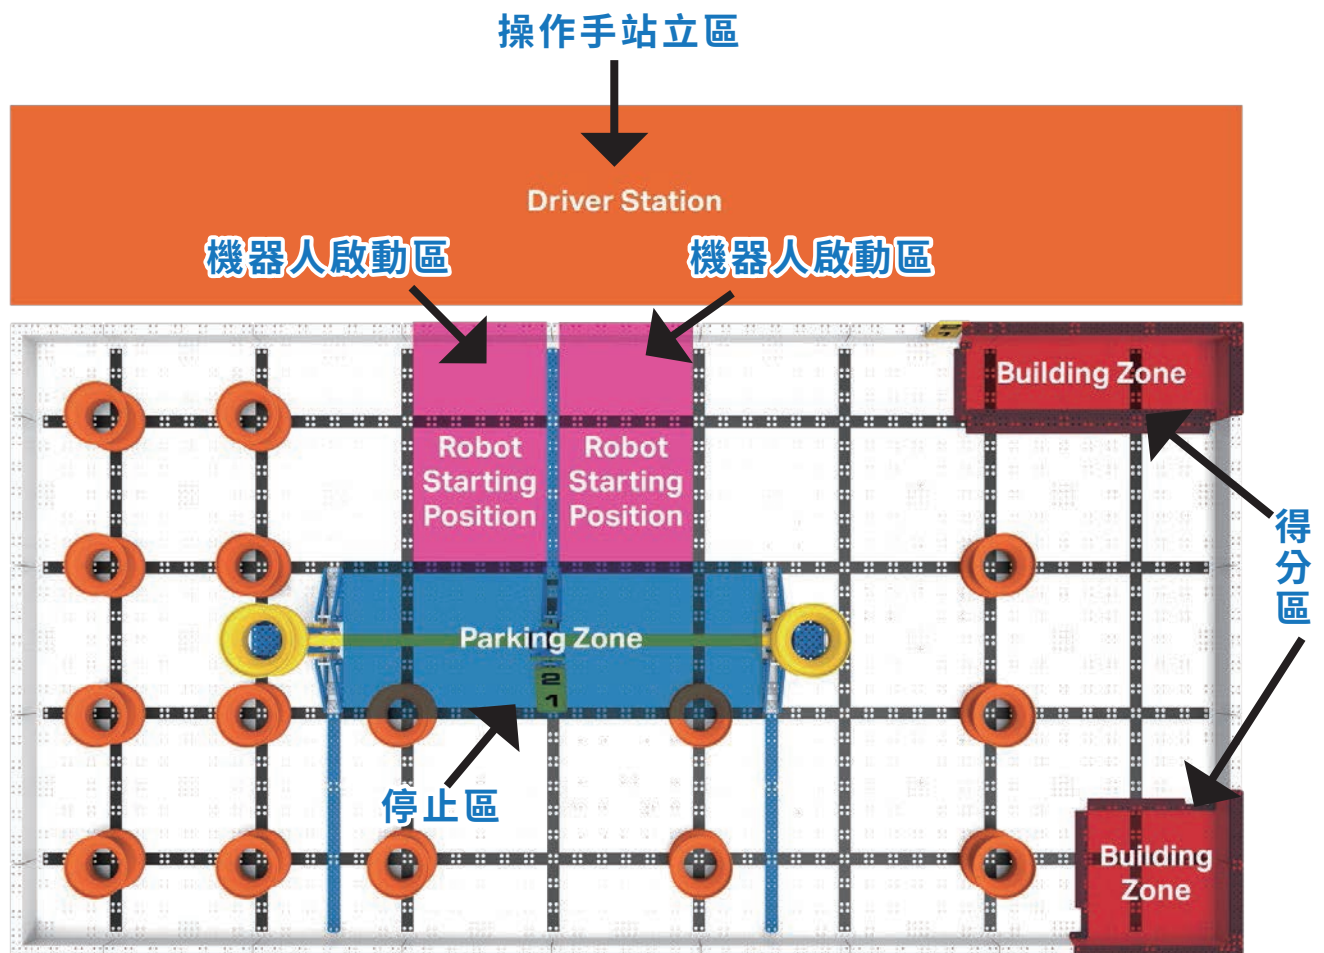 操作手站立區
Driver Station
機器人啟動區
機器人啟動區
Building Zone
Robot
Starting
Position
Robot
Starting
Position
得分區
Parking Zone
2
1
停止區
Building
Zone